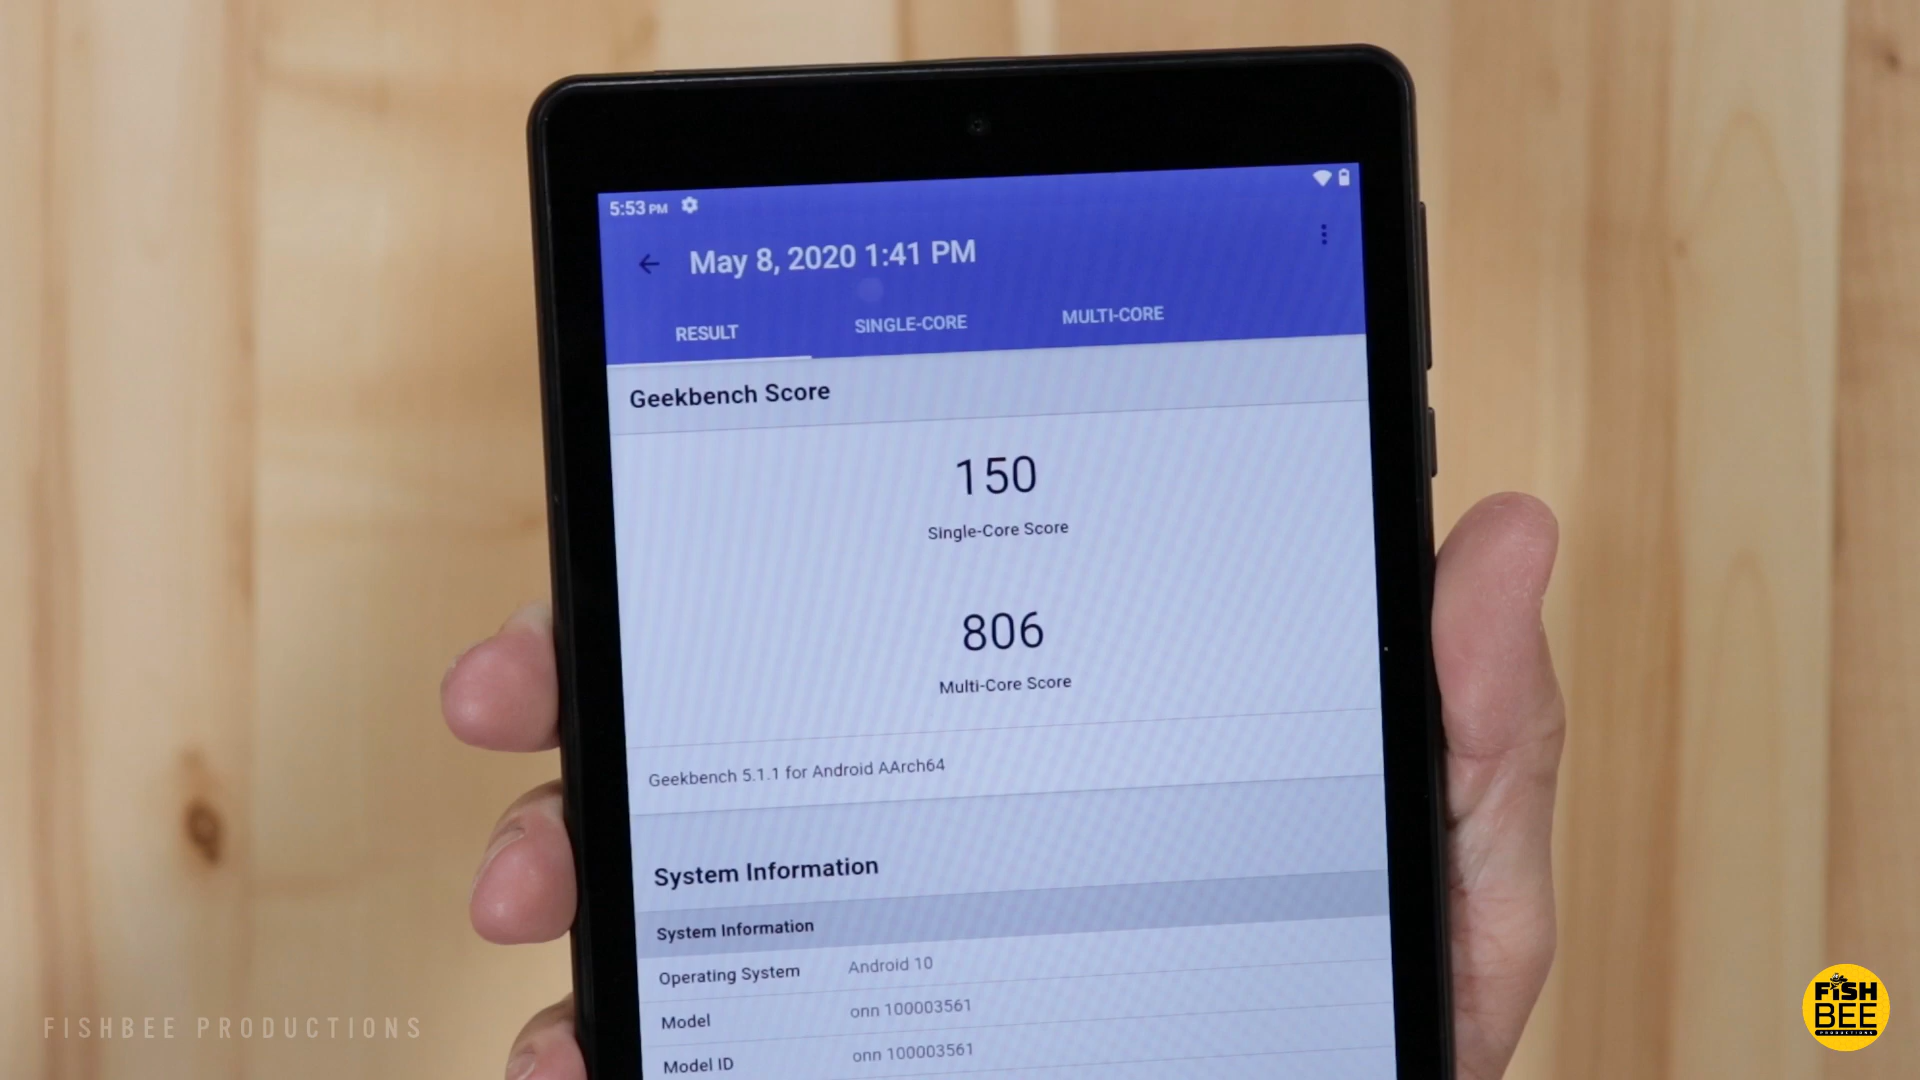 5:53 PM
May 8, 2020 1:41 PM
RESULT SINGLE-CORE MULTI-CORE
Geekbench Score
150
Single-Core Score
806
Multi-Core Score
Geekbench 5.1.1 for Android AArch64
System Information
System Information
Operating System Android 10
Model onn 100003561
Model ID onn 100003561
FISHBEE PRODUCTIONS
FISH
BEE
PRODUCTIONS